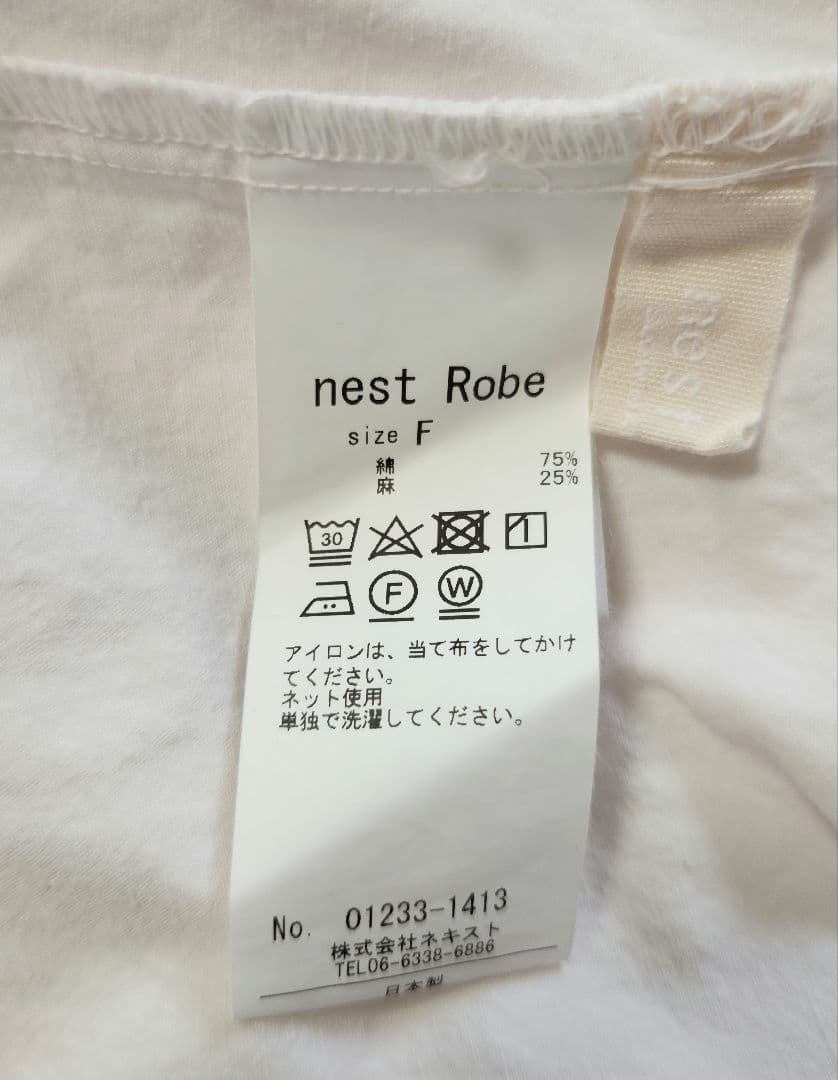 nest Robe
size F
綿 75%
麻 25%
30
F W
アイロンは、当て布をしてかけ
てください。
ネット使用
単独で洗濯してください。
No. 01233-1413
株式会社ネキスト
TEL06-6338-6886
日本製
nest